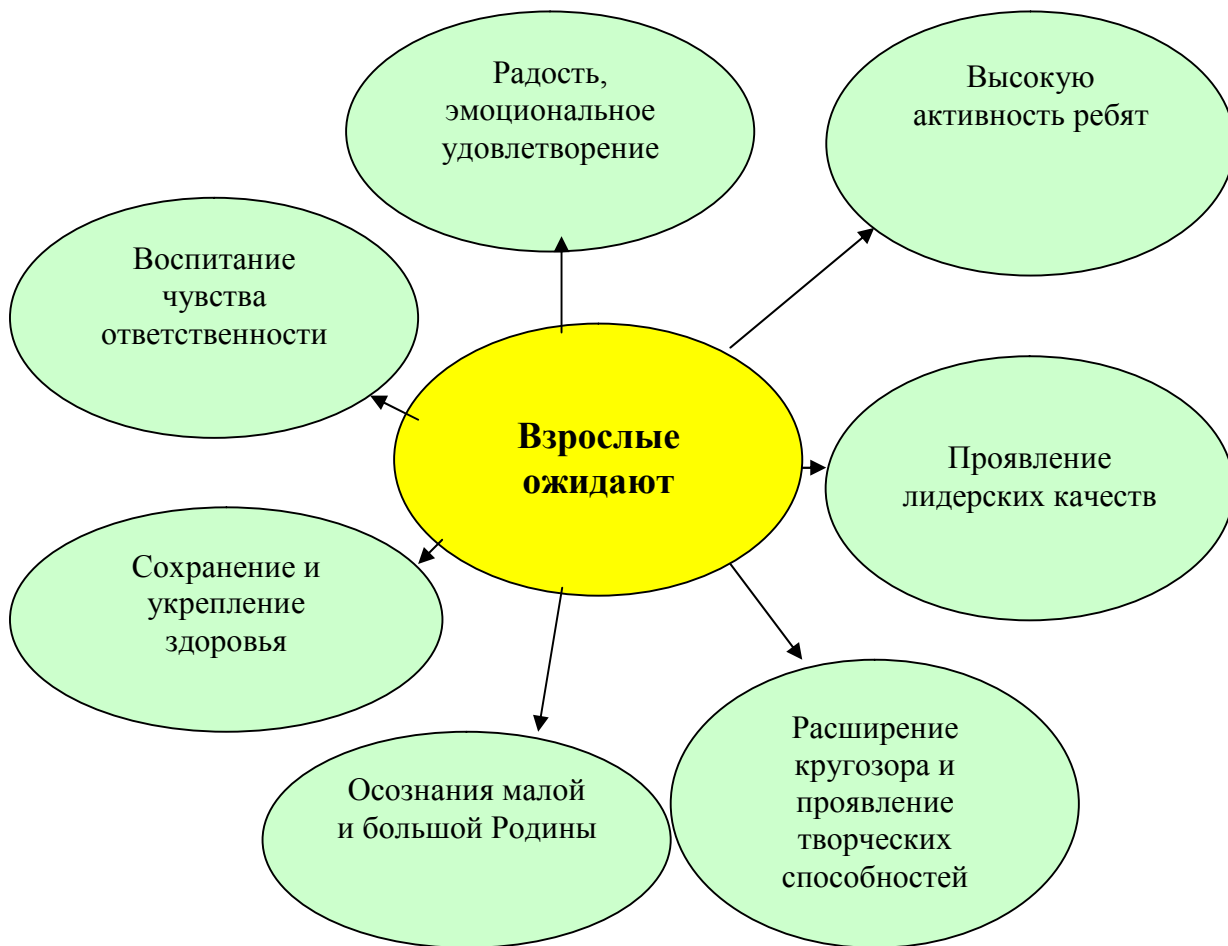 Радость,
эмоциональное
удовлетворение
Высокую
активность ребят
Воспитание
чувства
ответственности
Взрослые
ожидают
Проявление
лидерских качеств
Сохранение и
укрепление
здоровья
Расширение
кругозора и
проявление
творческих
способностей
Осознания малой
и большой Родины